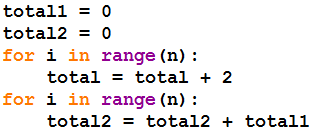 total1 = 0
total2 = 0
for i in range(n):
    total = total + 2
for i in range(n):
    total2 = total2 + total1